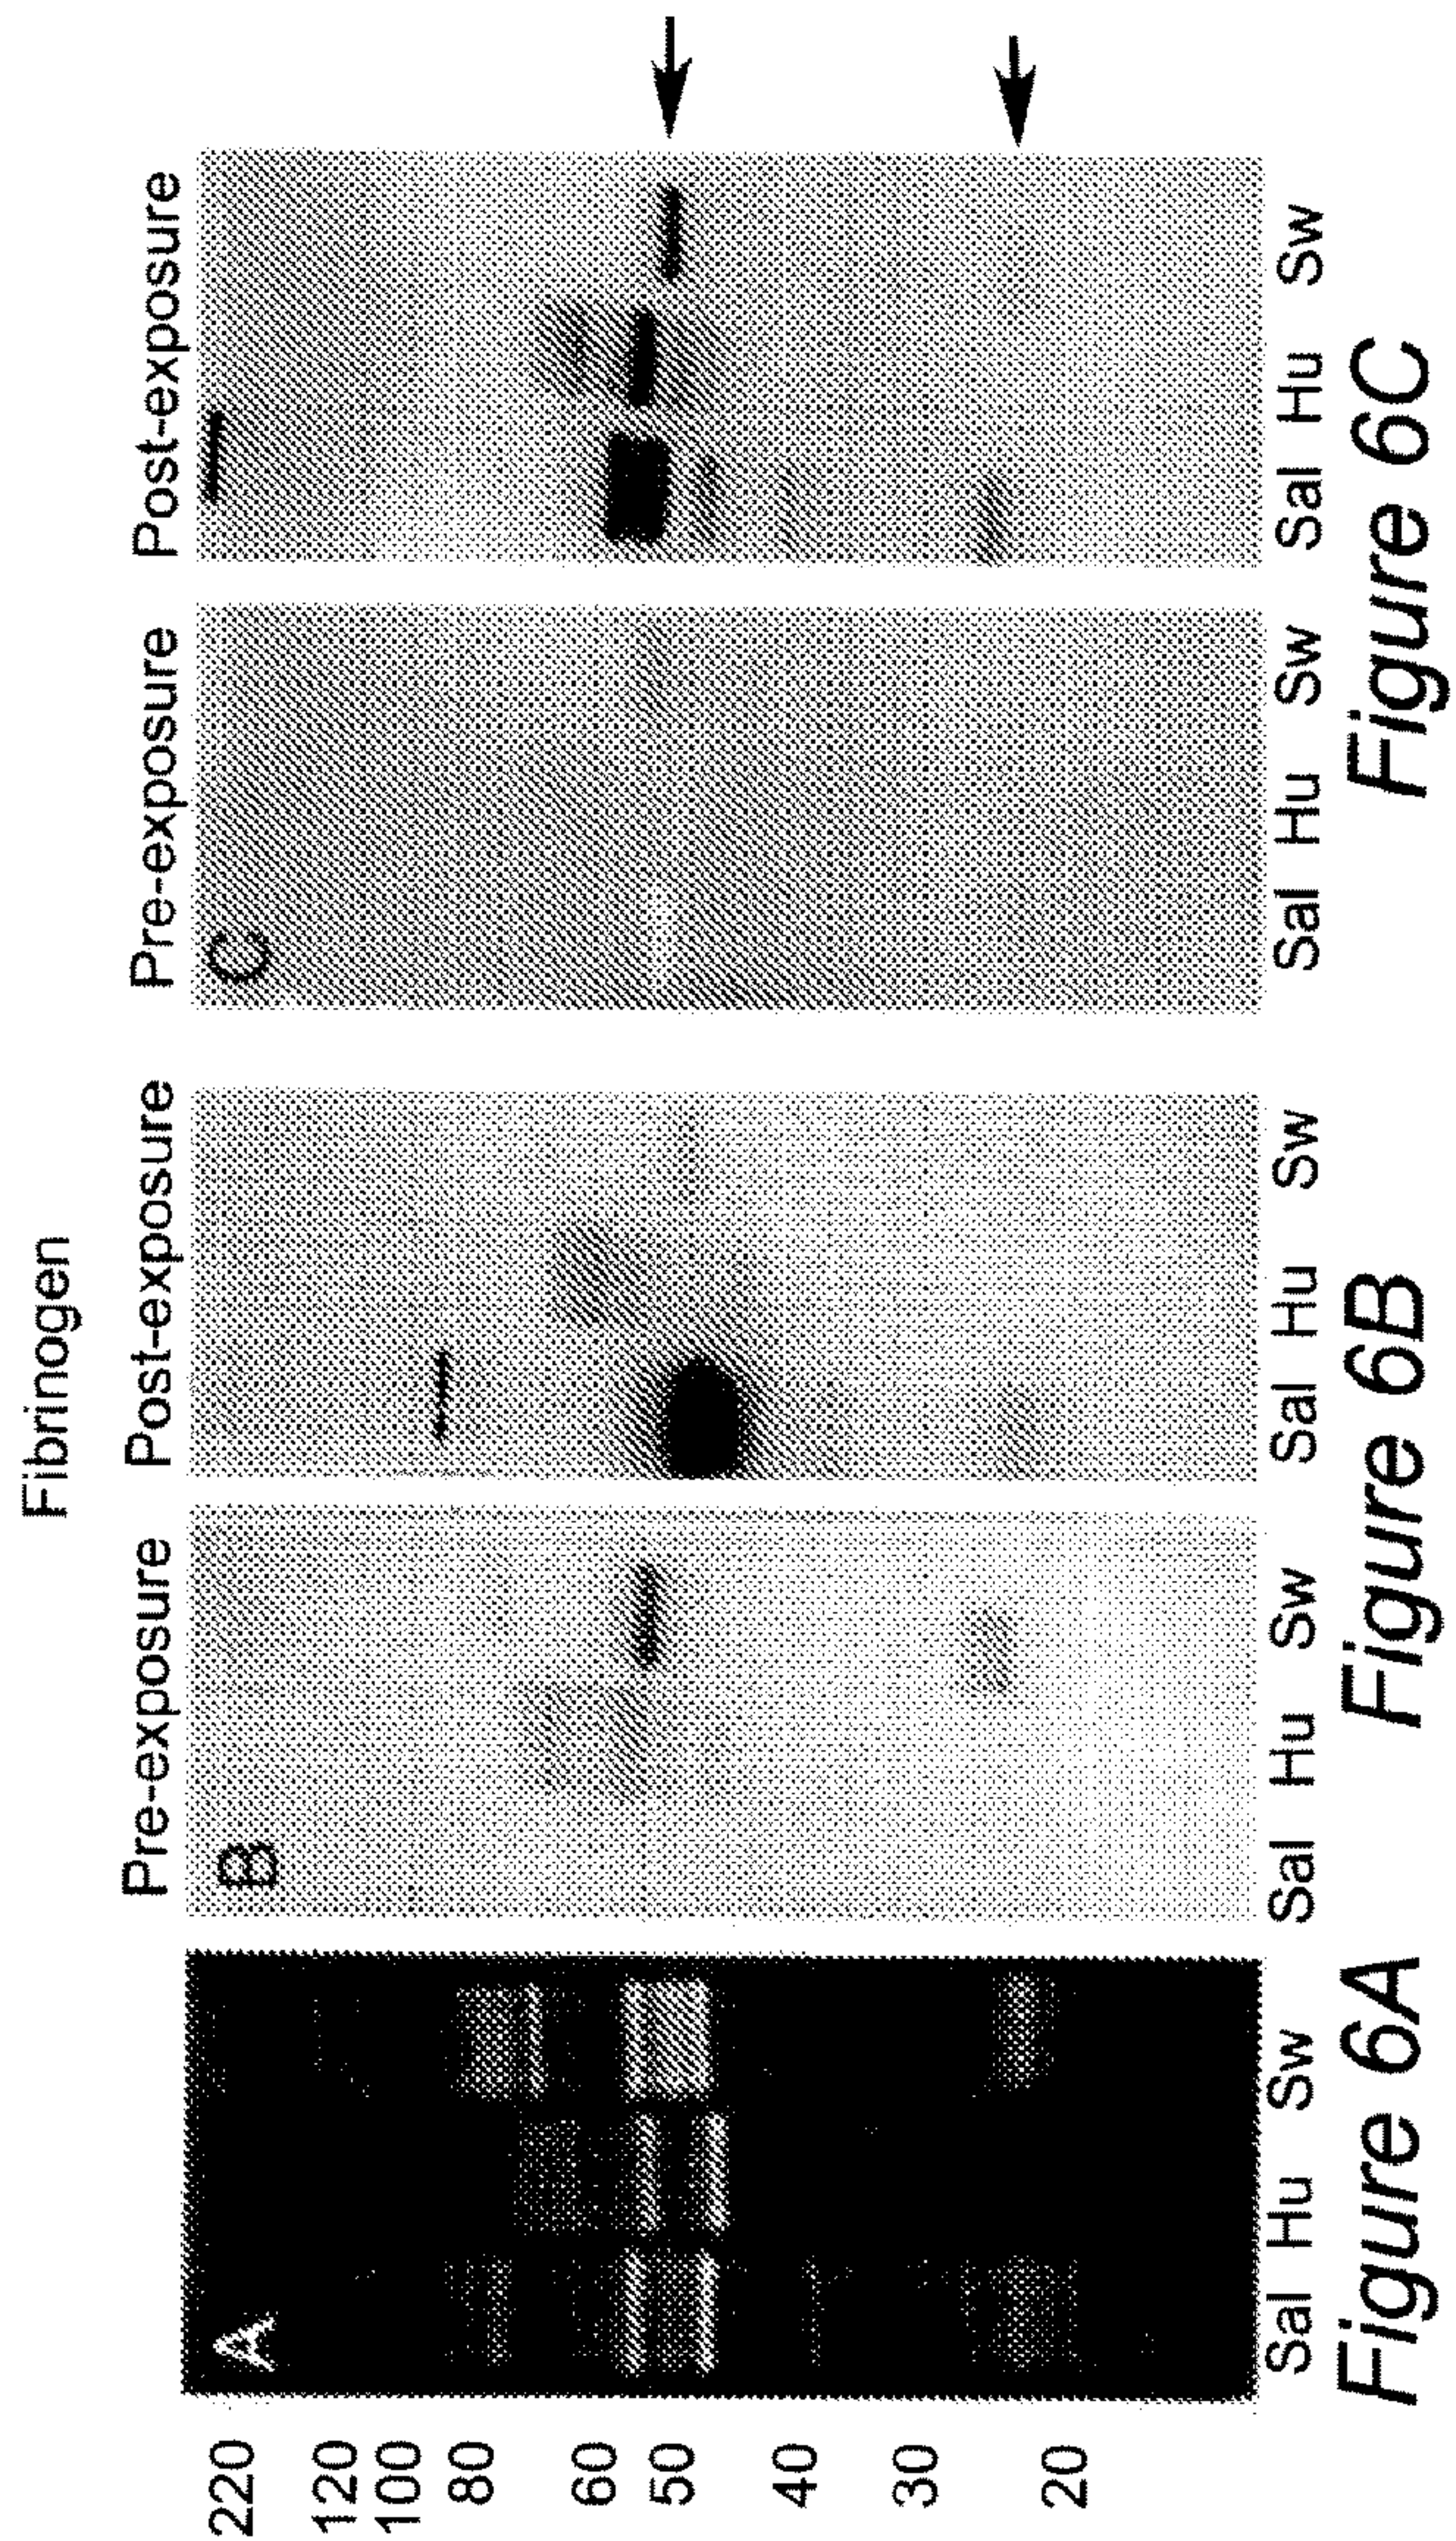 Fibrinogen
Pre-exposure Post-exposure Pre-exposure Post-exposure
A B C
220
120
100
80
60
50
40
30
20
Sal Hu Sw Sal Hu Sw Sal Hu Sw Sal Hu Sw Sal Hu Sw
Figure 6A Figure 6B Figure 6C